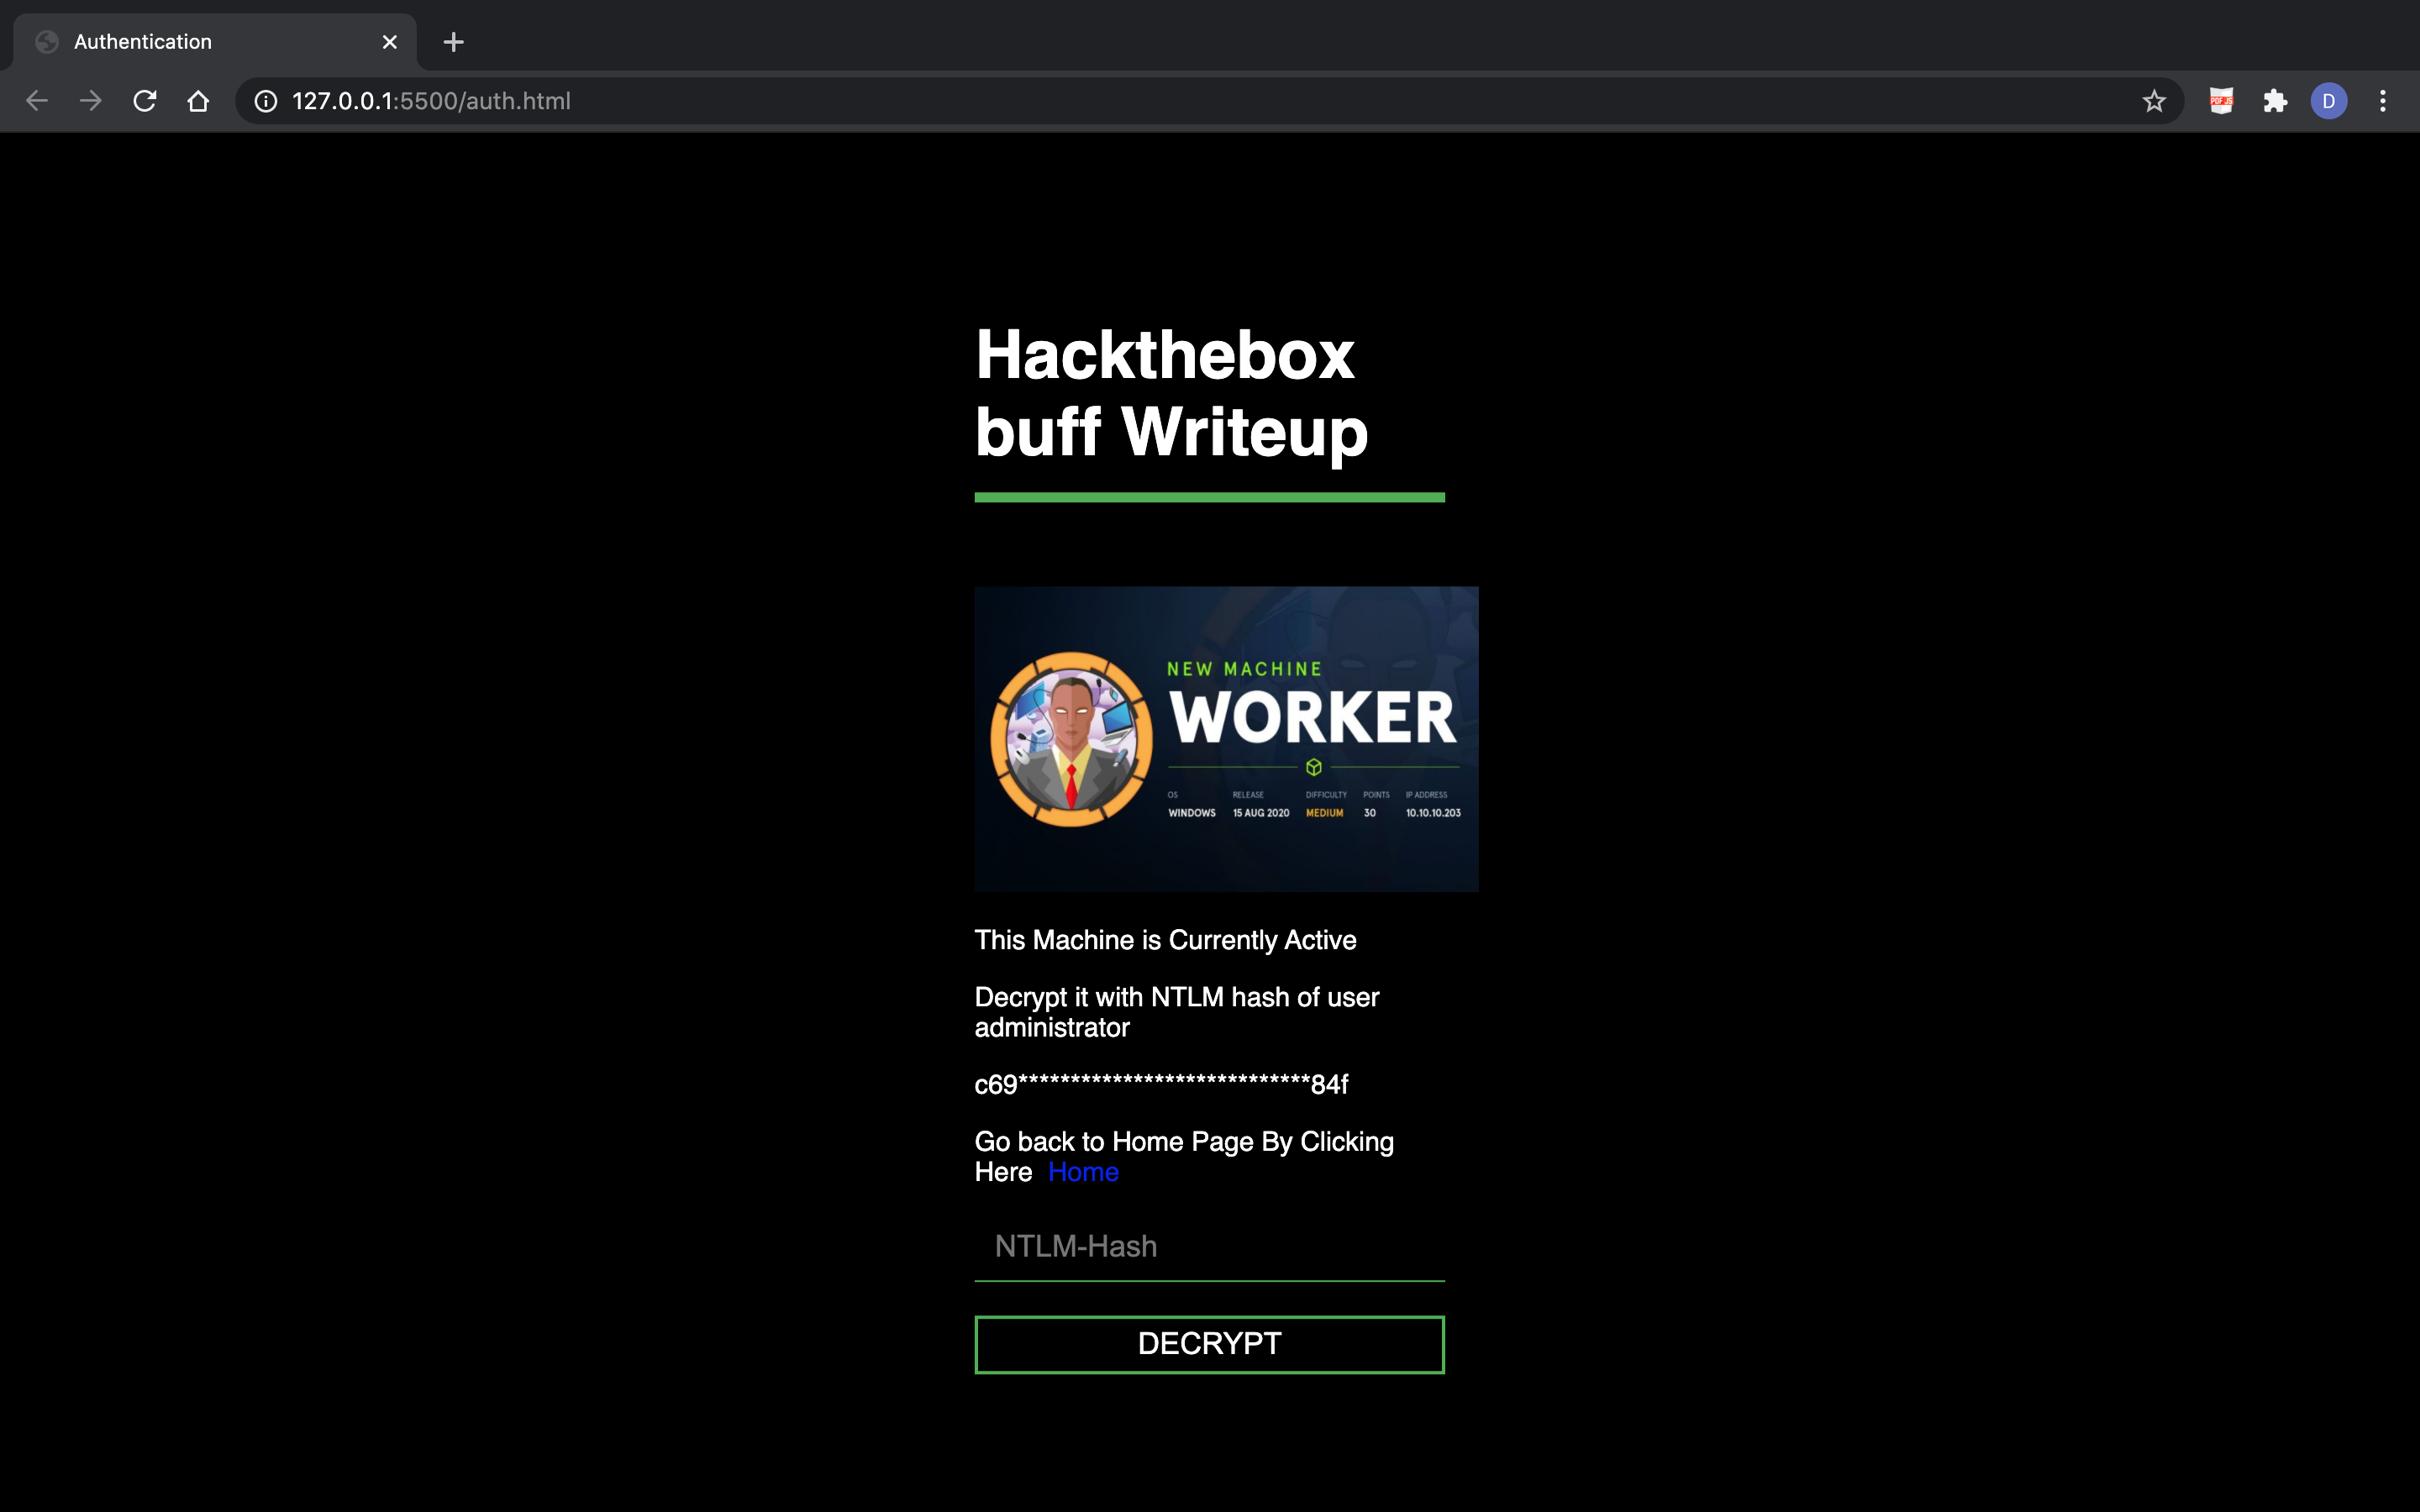 Authentication
127.0.0.1:5500/auth.html
PDF JS
D
Hackthebox
buff Writeup
NEW MACHINE
WORKER
OS RELEASE DIFFICULTY POINTS IP ADDRESS
WINDOWS 15 AUG 2020 MEDIUM 30 10.10.10.203
This Machine is Currently Active
Decrypt it with NTLM hash of user
administrator
c69****************************84f
Go back to Home Page By Clicking
Here Home
NTLM-Hash
DECRYPT